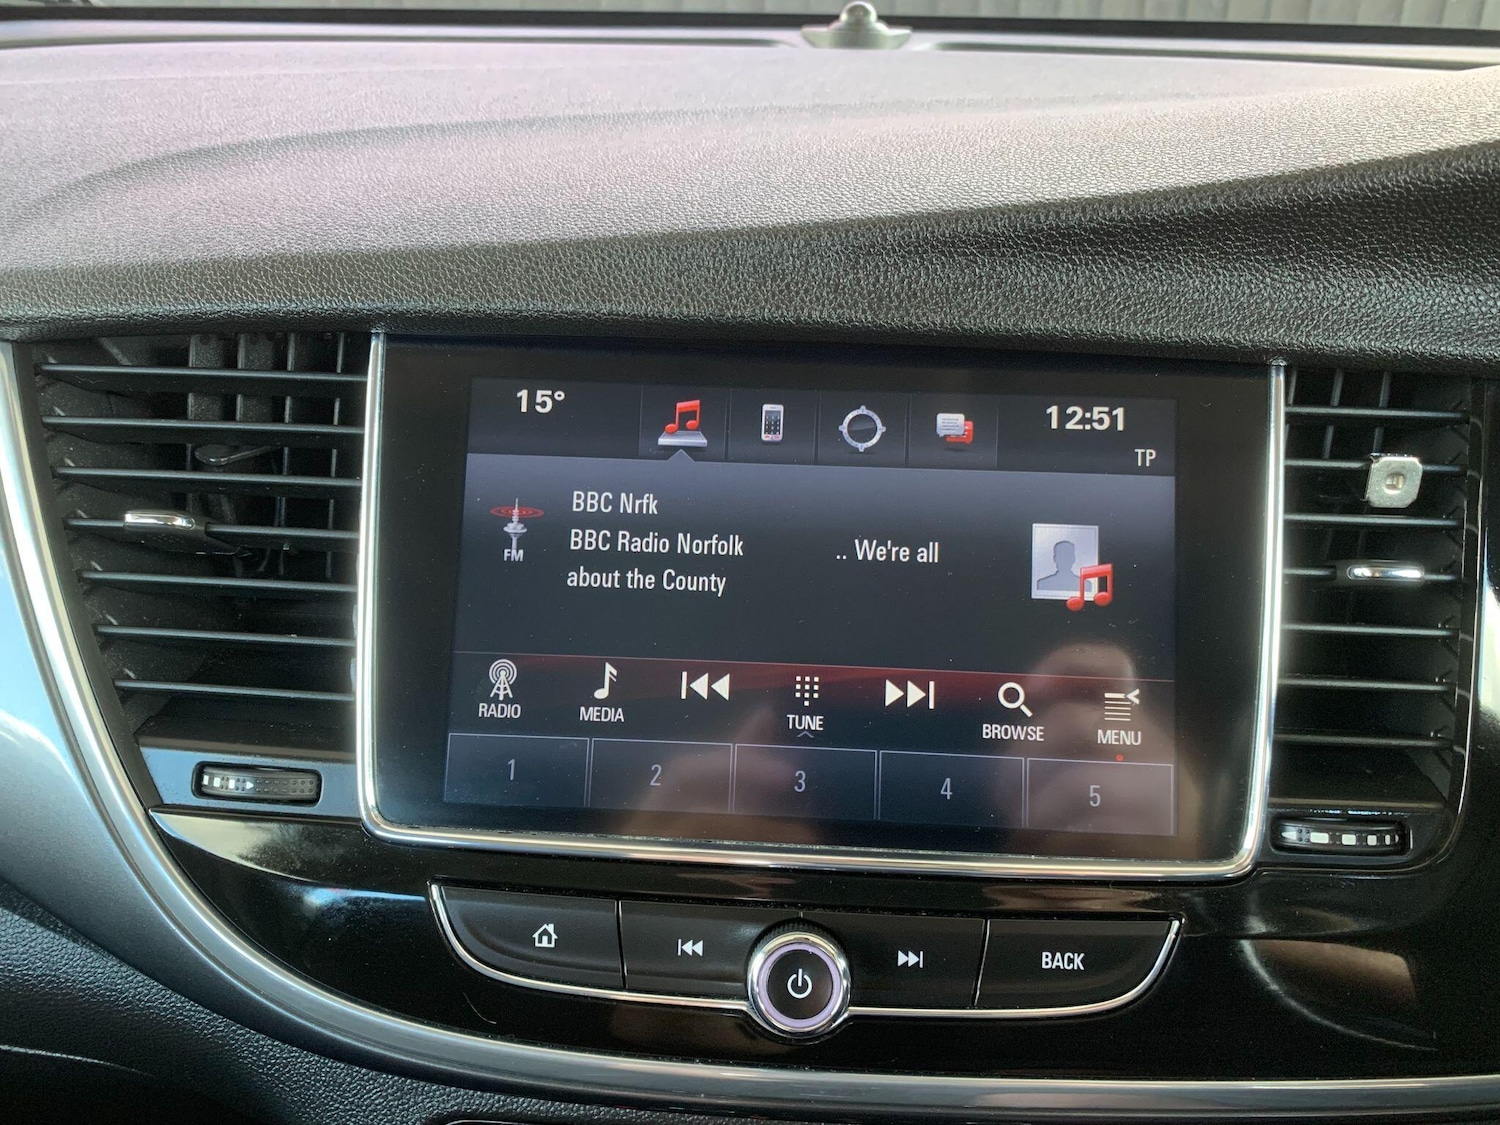 15° 12:51
TP
BBC Nrfk
BBC Radio Norfolk .. We're all
about the County
FM
RADIO MEDIA TUNE BROWSE MENU
1 2 3 4 5
BACK